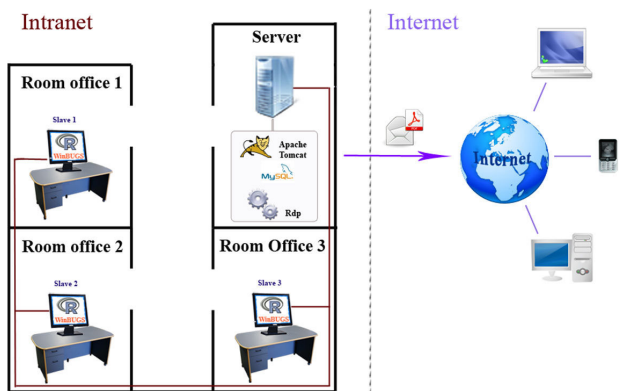 Intranet
Internet
Server
Room office 1
Slave 1
R
WinBUGS
Apache
Tomcat
MySQL
Rdp
PDF
Internet
Room office 2
Room Office 3
Slave 2
R
WinBUGS
Slave 3
R
WinBUGS